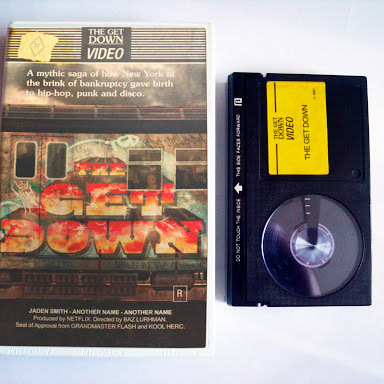 THE GET
DOWN
VIDEO
A mythic saga of how New York at
the brink of bankruptcy gave birth
to hip-hop, punk and disco.
THE
GET
DOWN
R
JADEN SMITH - ANOTHER NAME - ANOTHER NAME
Produced by NETFLIX. Directed by BAZ LURHMAN.
Seal of Approval from GRANDMASTER FLASH and KOOL HERC.
DO NOT TOUCH THE INSIDE
THIS SIDE FACES FORWARD
THE GET
DOWN
VIDEO
THE GET DOWN